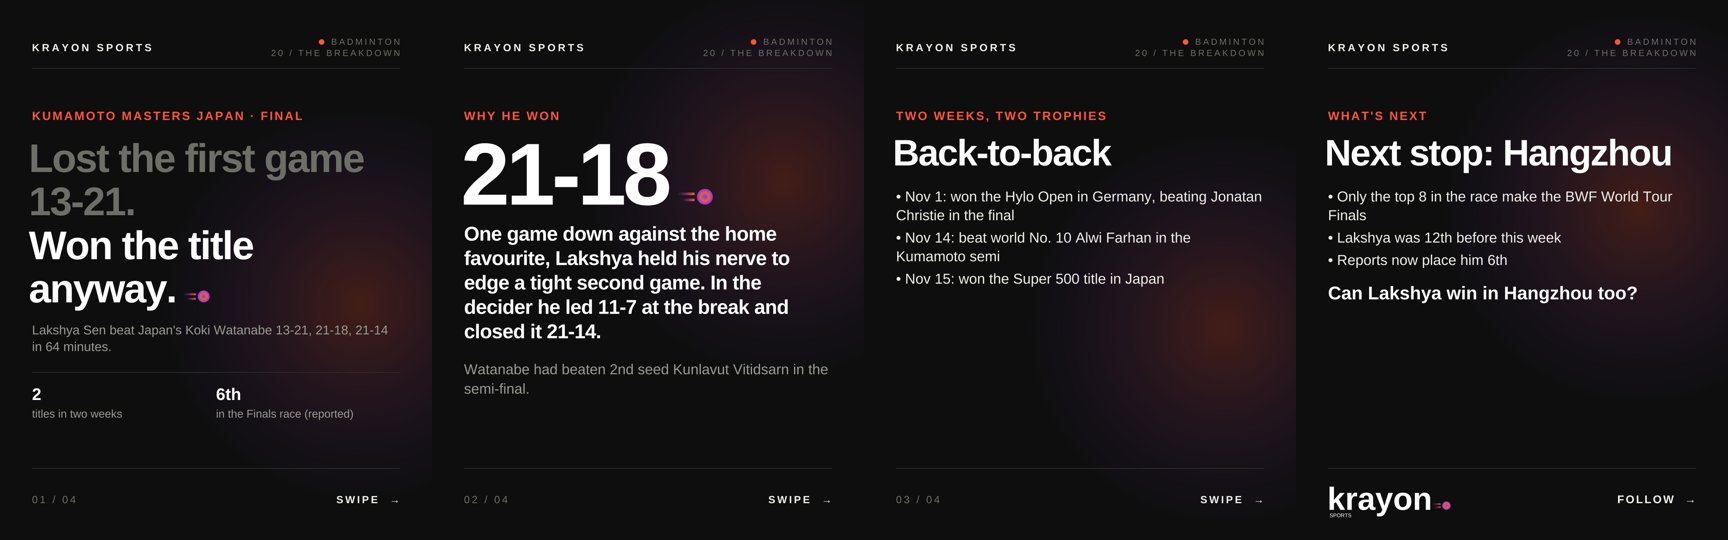 KRAYON SPORTS
BADMINTON
20 / THE BREAKDOWN
KUMAMOTO MASTERS JAPAN · FINAL
Lost the first game
13-21.
Won the title
anyway.
Lakshya Sen beat Japan's Koki Watanabe 13-21, 21-18, 21-14
in 64 minutes.
2
titles in two weeks
6th
in the Finals race (reported)
01 / 04
SWIPE →
KRAYON SPORTS
BADMINTON
20 / THE BREAKDOWN
WHY HE WON
21-18
One game down against the home
favourite, Lakshya held his nerve to
edge a tight second game. In the
decider he led 11-7 at the break and
closed it 21-14.
Watanabe had beaten 2nd seed Kunlavut Vitidsarn in the
semi-final.
02 / 04
SWIPE →
KRAYON SPORTS
BADMINTON
20 / THE BREAKDOWN
TWO WEEKS, TWO TROPHIES
Back-to-back
• Nov 1: won the Hylo Open in Germany, beating Jonatan
Christie in the final
• Nov 14: beat world No. 10 Alwi Farhan in the
Kumamoto semi
• Nov 15: won the Super 500 title in Japan
03 / 04
SWIPE →
KRAYON SPORTS
BADMINTON
20 / THE BREAKDOWN
WHAT'S NEXT
Next stop: Hangzhou
• Only the top 8 in the race make the BWF World Tour
Finals
• Lakshya was 12th before this week
• Reports now place him 6th
Can Lakshya win in Hangzhou too?
krayon
SPORTS
FOLLOW →